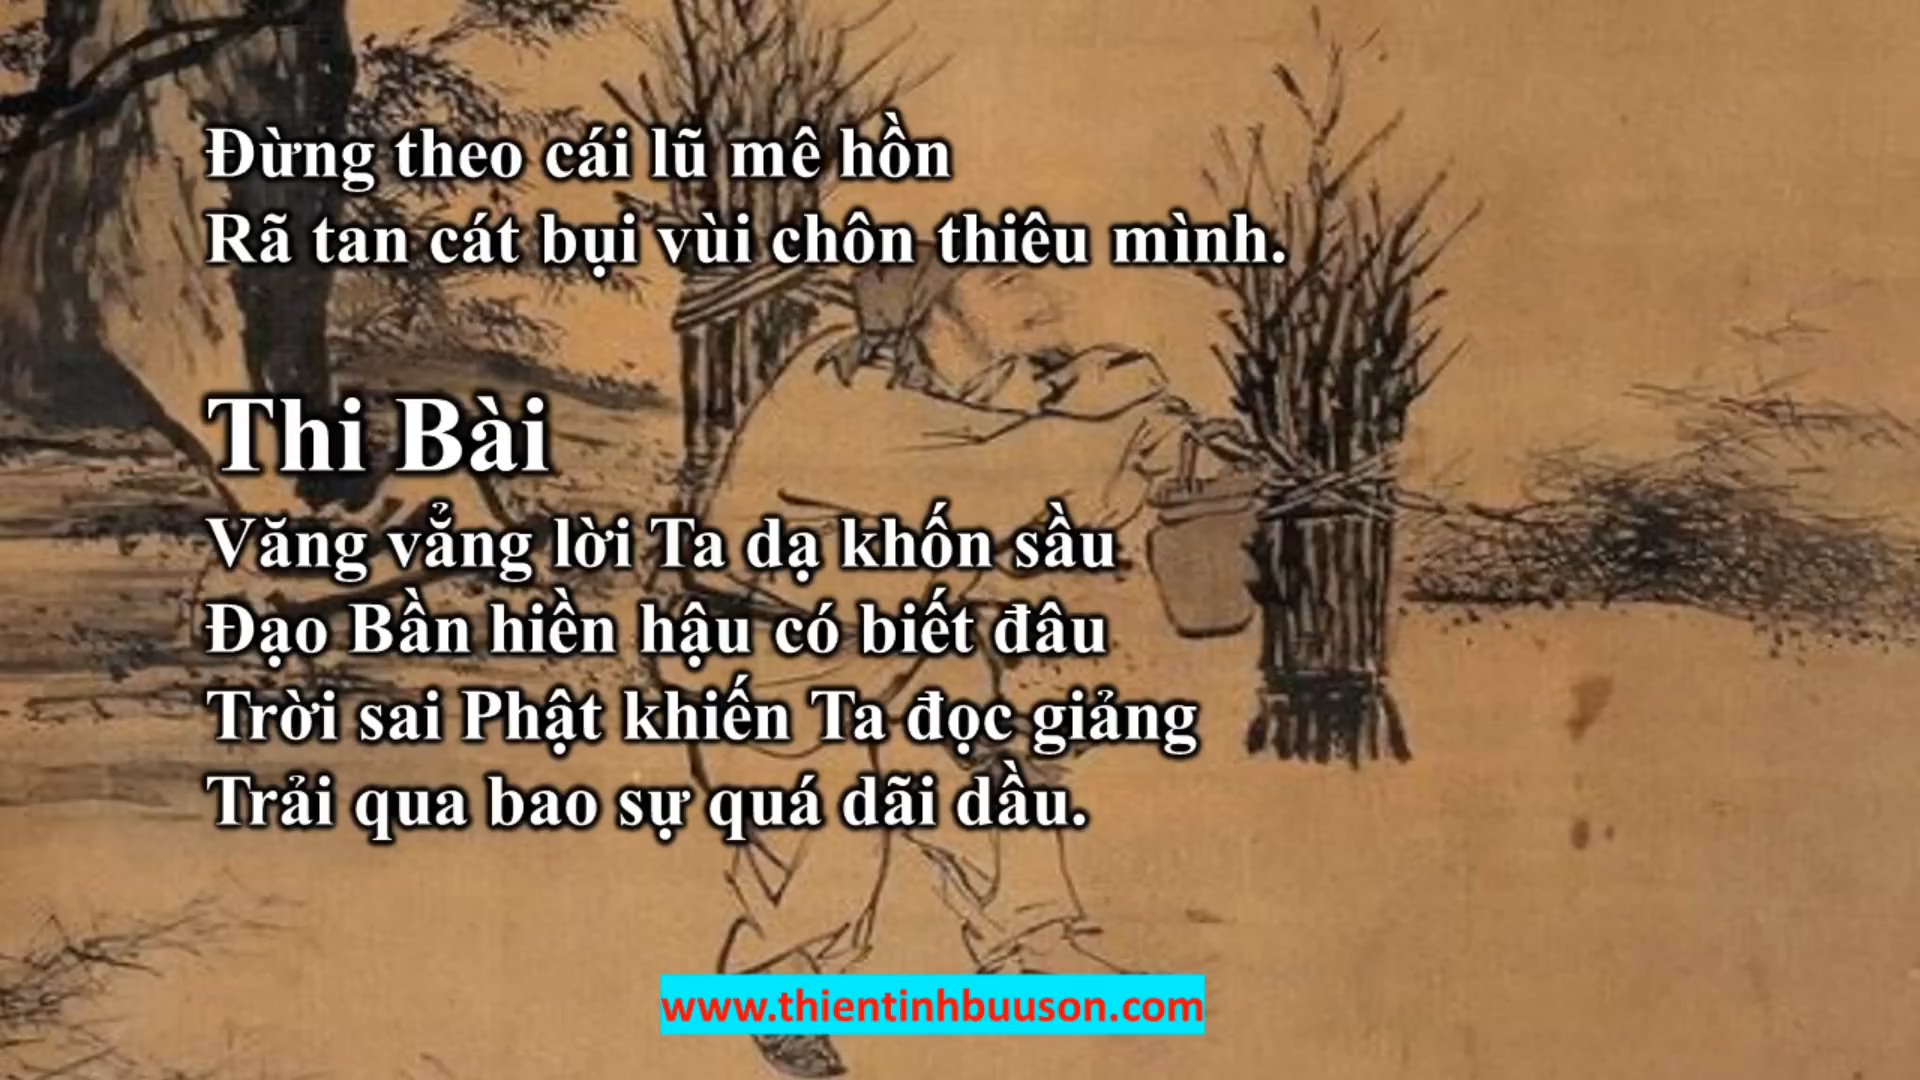 Đừng theo cái lũ mê hồn
Rã tan cát bụi vùi chôn thiêu mình.
Thi Bài
Văng vẳng lời Ta dạ khốn sầu
Đạo Bần hiền hậu có biết đâu
Trời sai Phật khiến Ta đọc giảng
Trải qua bao sự quá dãi dầu.
www.thientinhbuuson.com